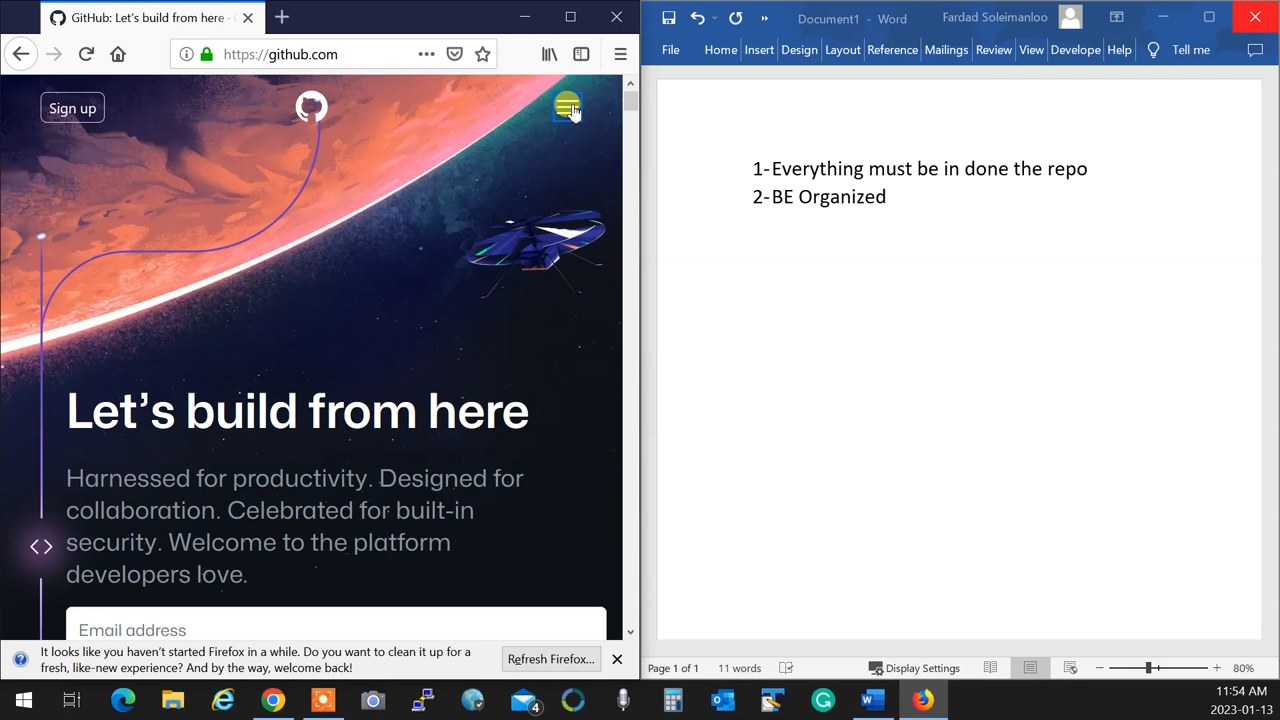 GitHub: Let's build from here ·
https://github.com
Sign up
Let's build from here
Harnessed for productivity. Designed for
collaboration. Celebrated for built-in
security. Welcome to the platform
developers love.
Email address
It looks like you haven't started Firefox in a while. Do you want to clean it up for a
fresh, like-new experience? And by the way, welcome back!
Refresh Firefox...
Document1 - Word
Fardad Soleimanloo
File Home Insert Design Layout Reference Mailings Review View Develope Help Tell me
1-Everything must be in done the repo
2-BE Organized
Page 1 of 1 11 words Display Settings 80%
4
11:54 AM
2023-01-13